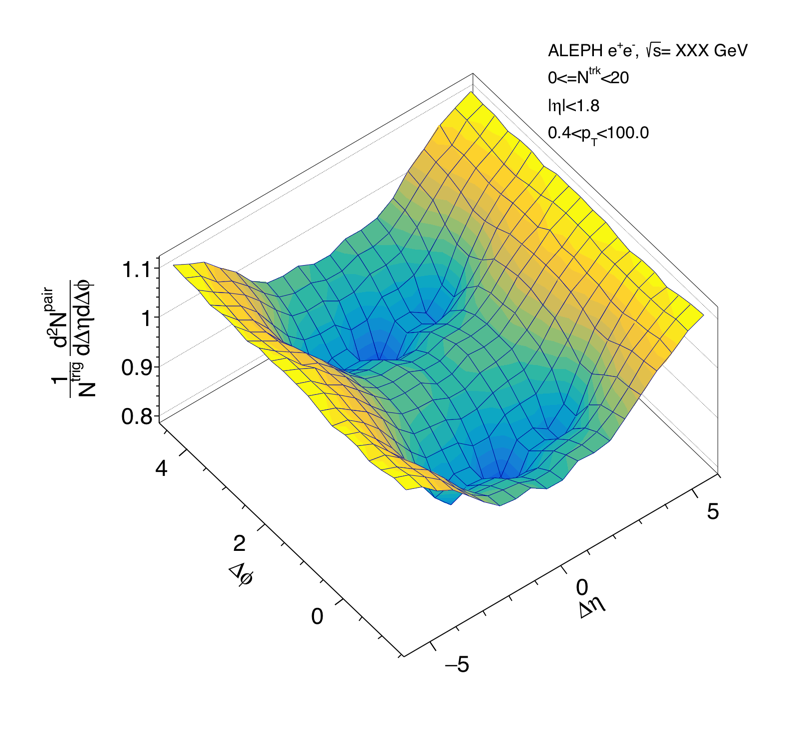 ALEPH e⁺e⁻, √s= XXX GeV
0<=Nᵗʳᵏ<20
|η|<1.8
0.4<p_T<100.0
1/N^trig d²N^pair/dΔηdΔϕ
1.1
1
0.9
0.8
4
2
0
Δϕ
5
0
−5
Δη